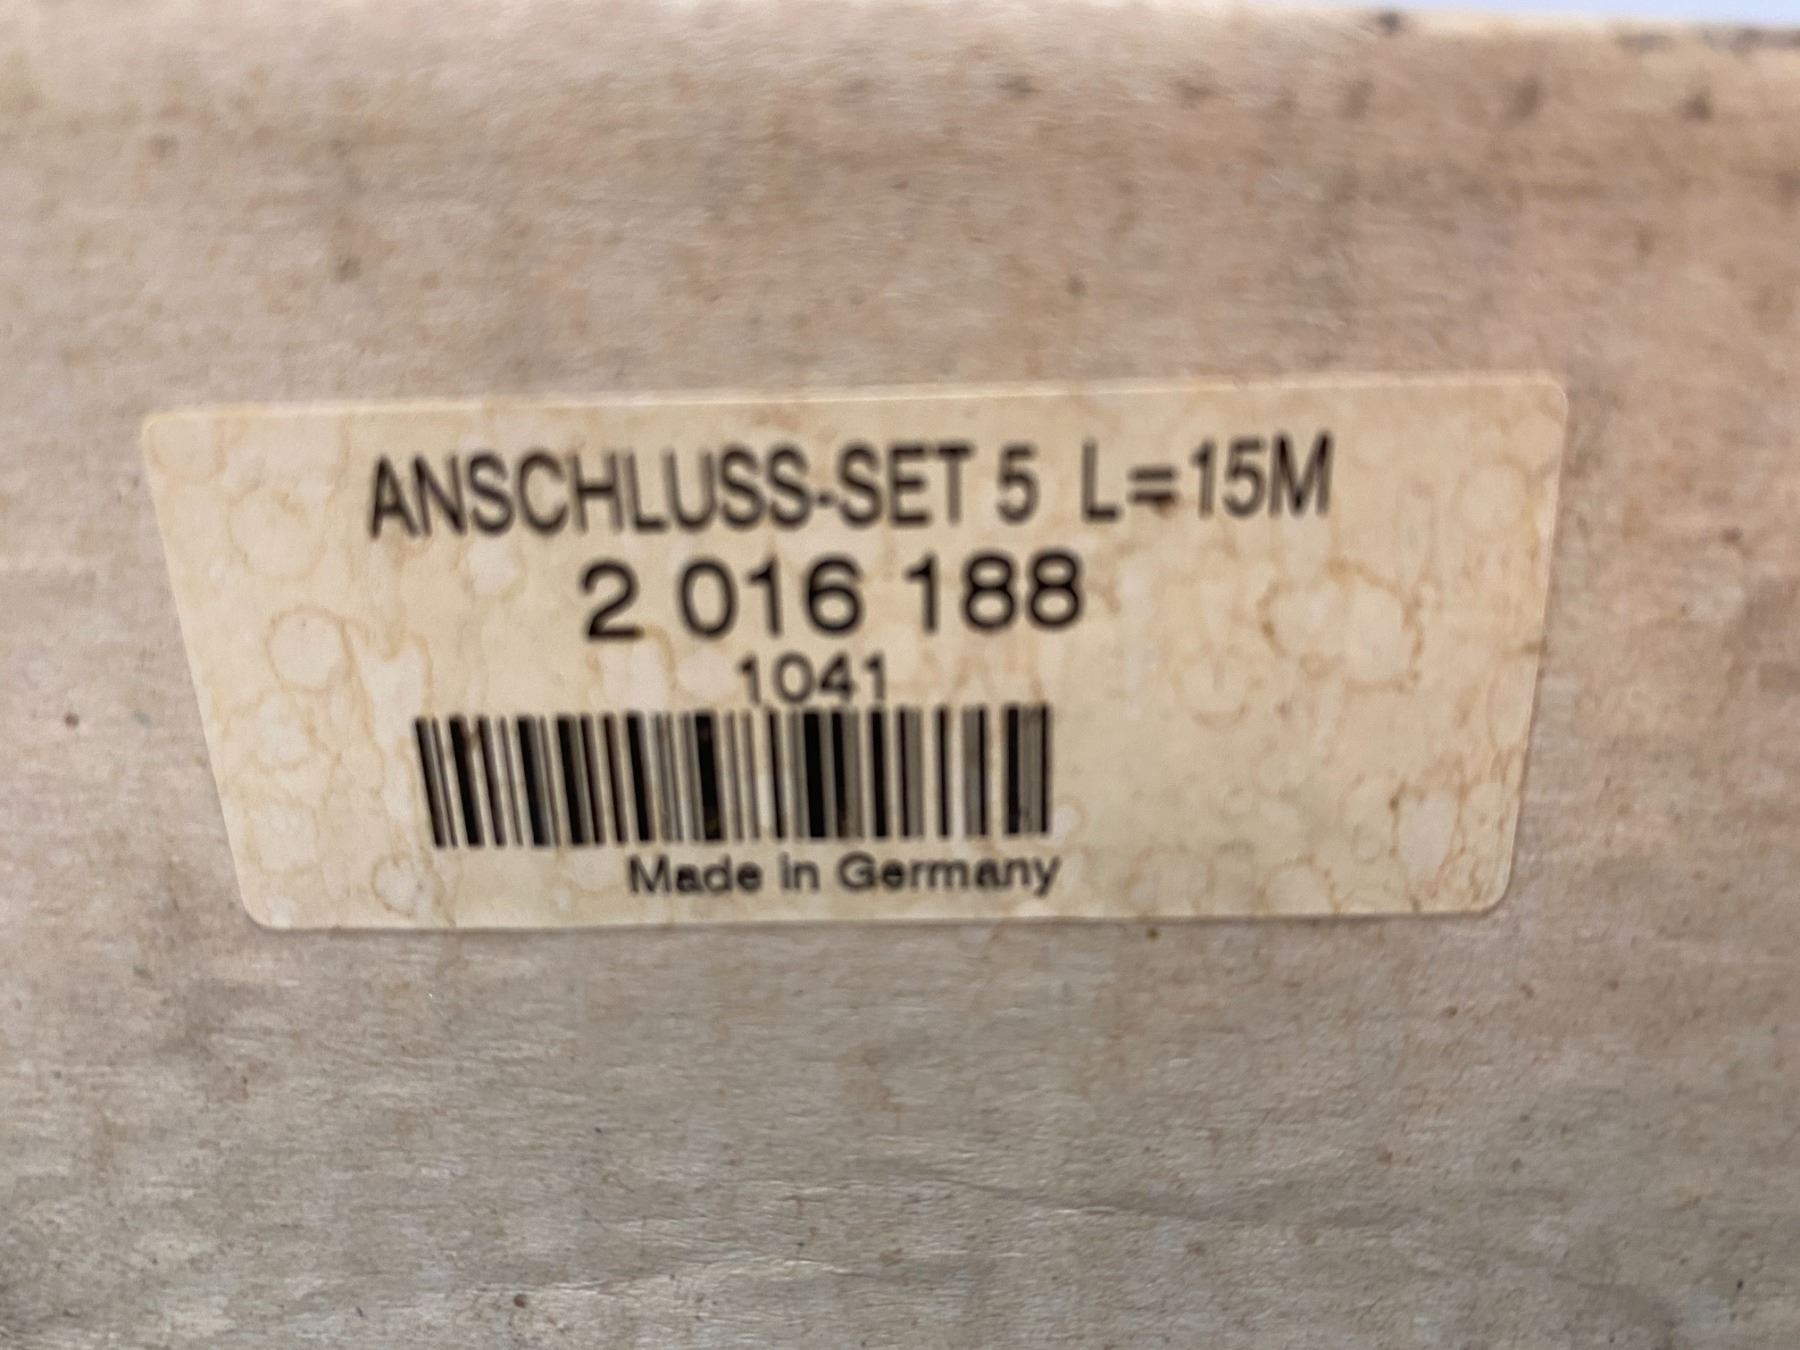 ANSCHLUSS-SET 5 L=15M
2 016 188
1041
Made in Germany